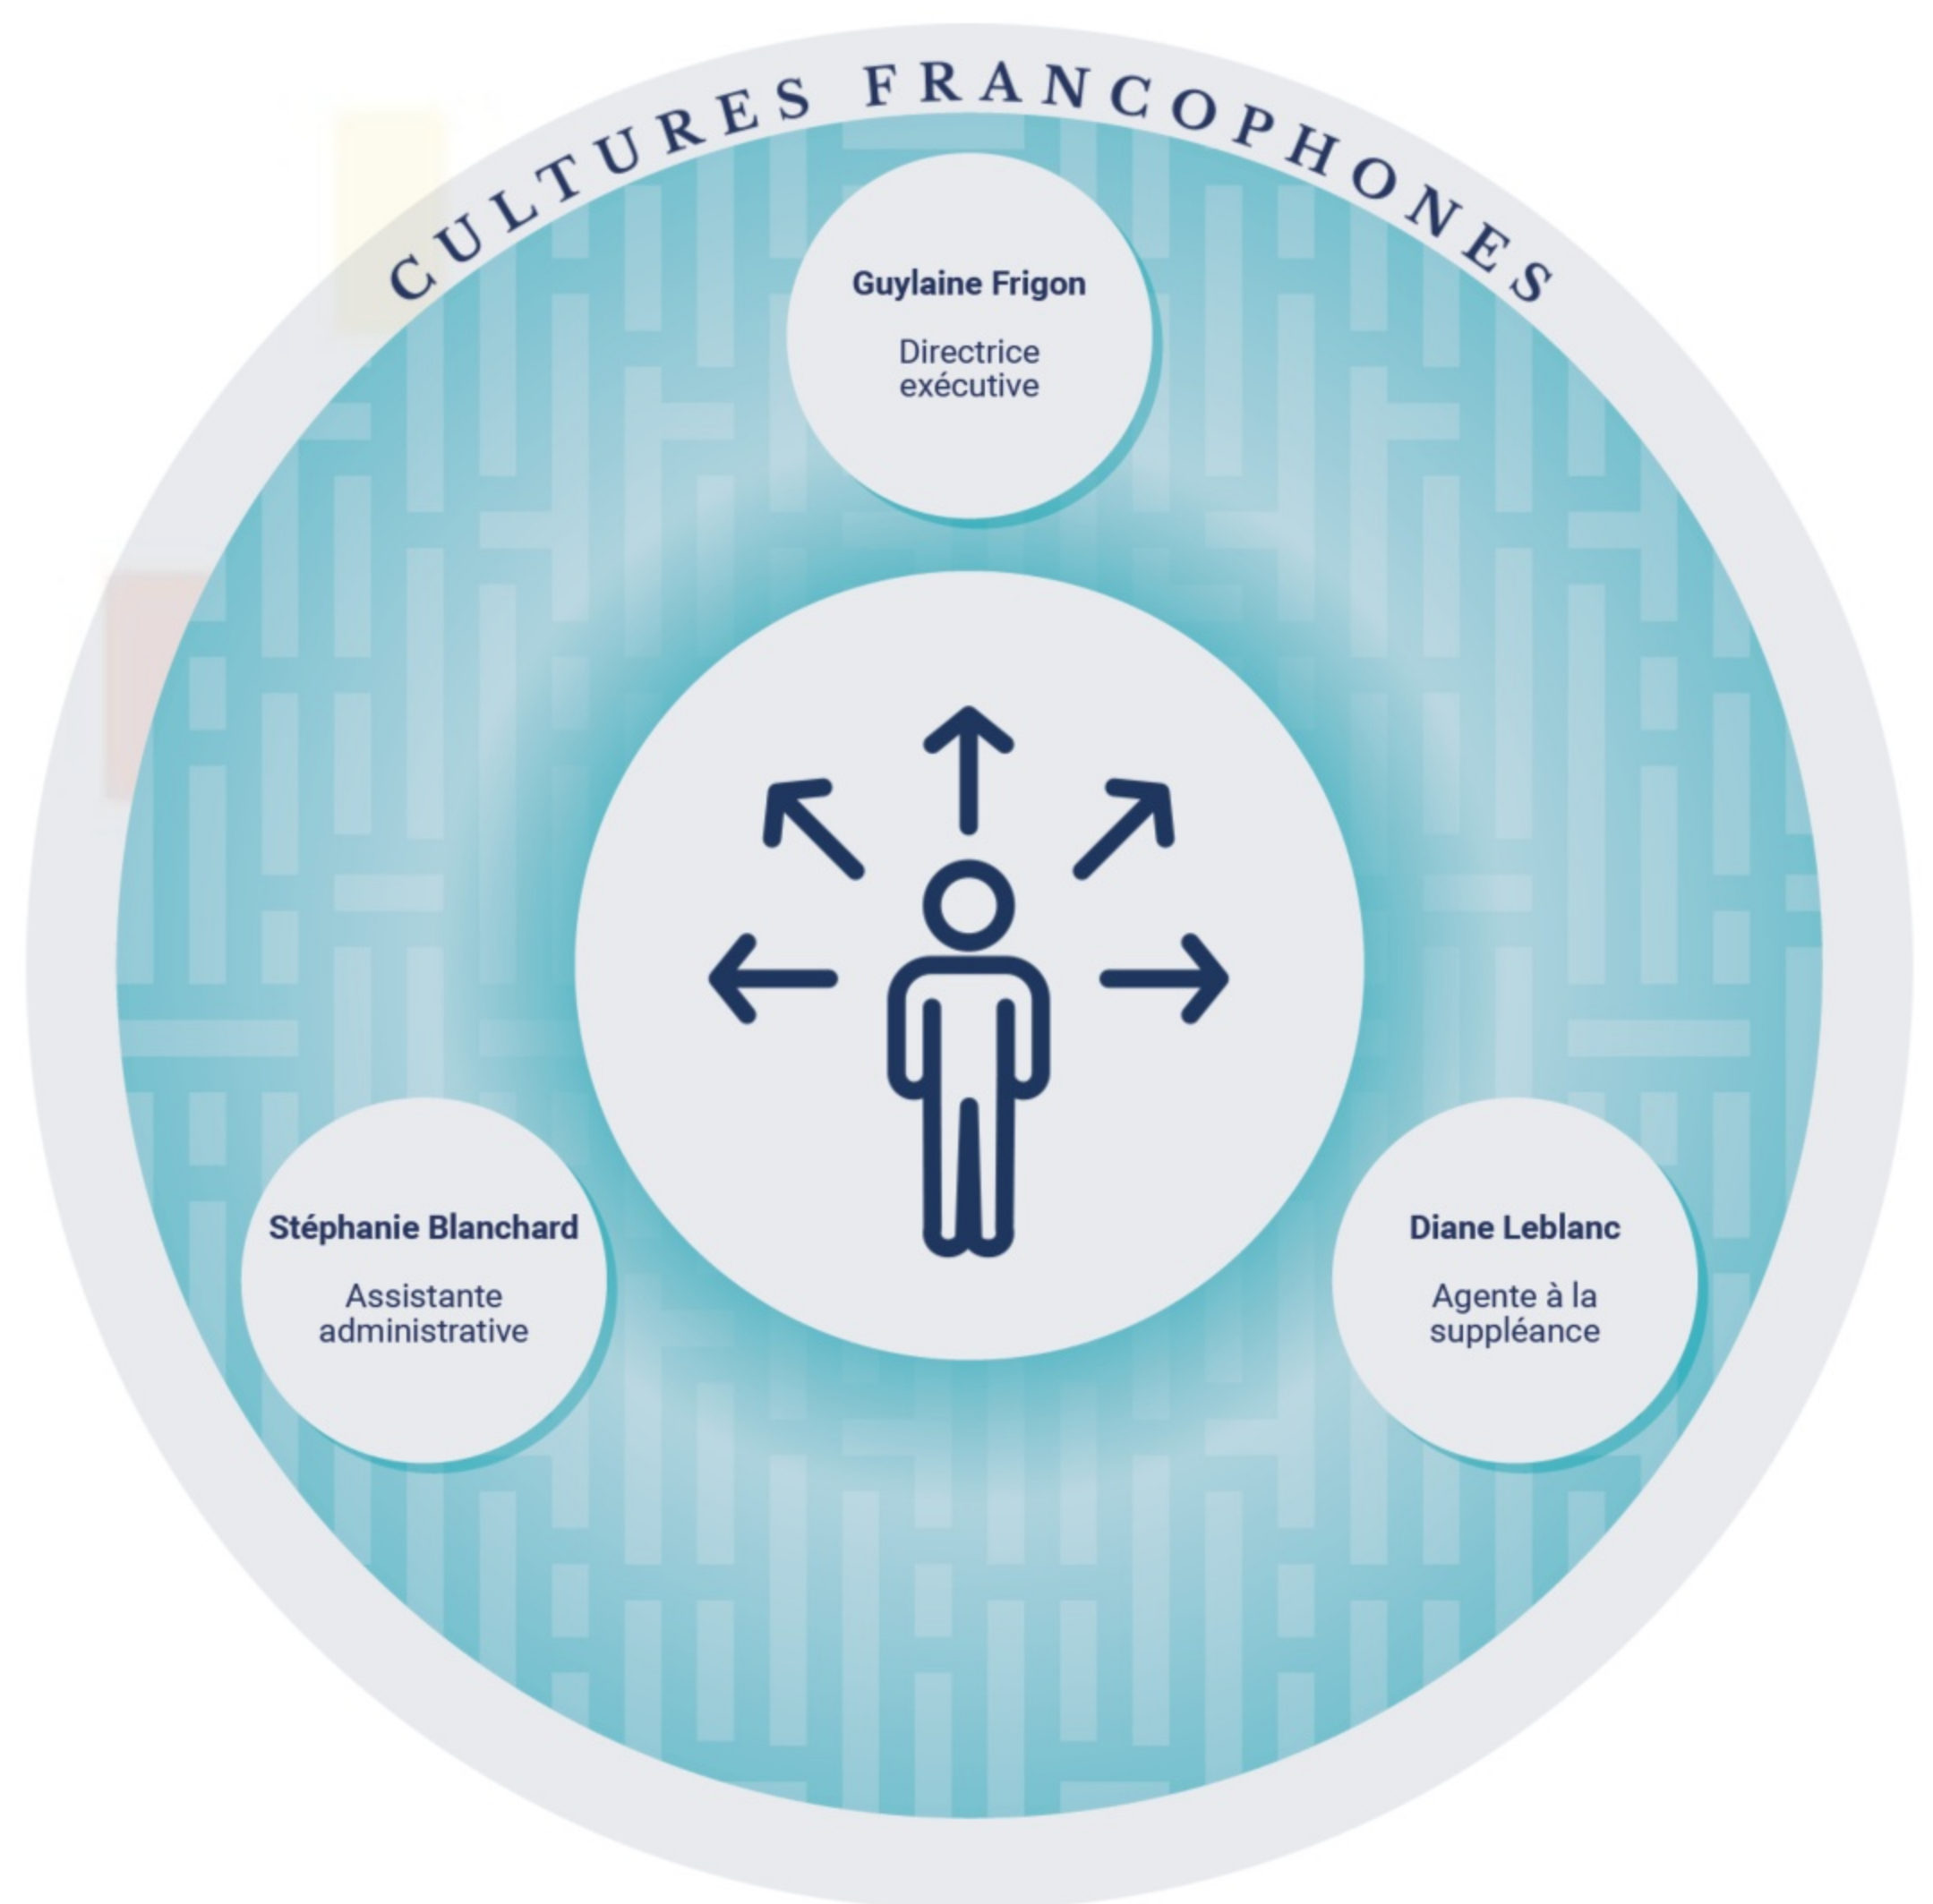 CULTURES FRANCOPHONES
Guylaine Frigon
Directrice
exécutive
Stéphanie Blanchard
Assistante
administrative
Diane Leblanc
Agente à la
suppléance